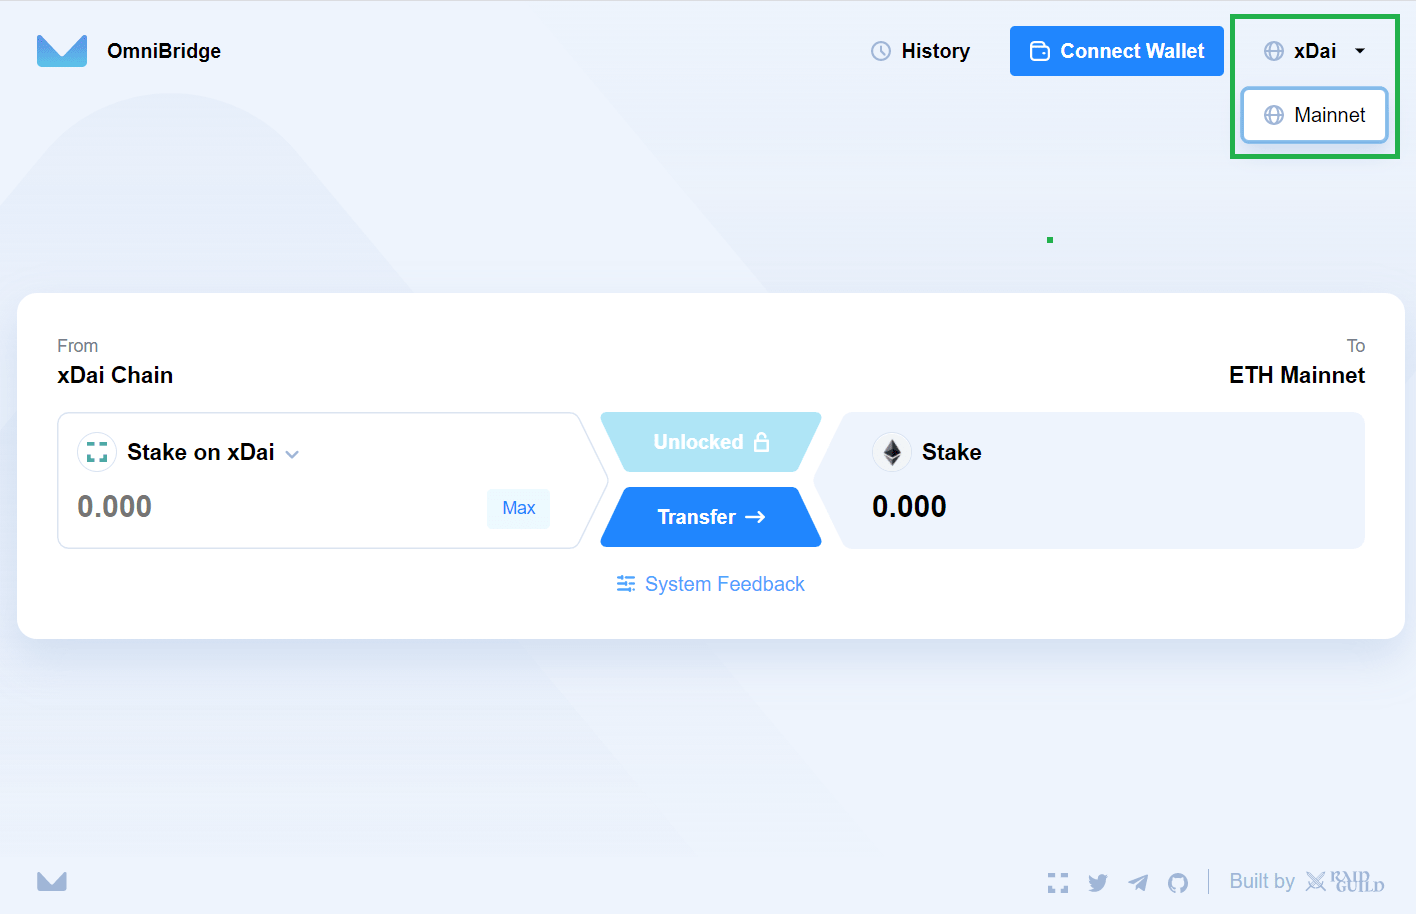 OmniBridge
History
Connect Wallet
xDai
Mainnet
From
To
xDai Chain
ETH Mainnet
Stake on xDai
Unlocked
Stake
0.000
Max
Transfer
0.000
System Feedback
Built by RAID GUILD